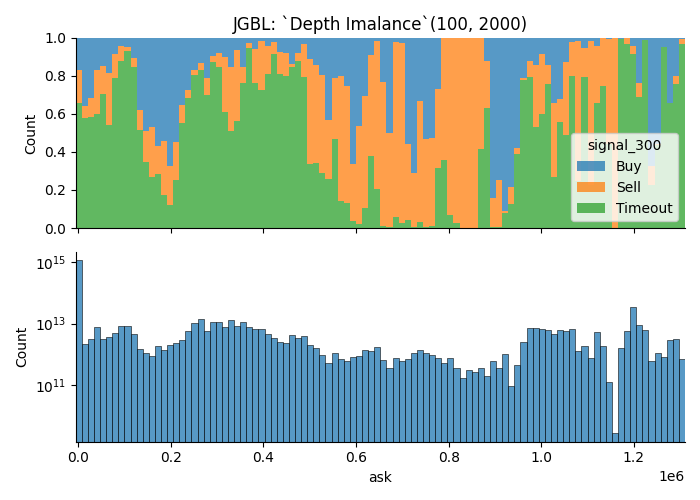 JGBL: `Depth Imalance`(100, 2000)
1.0
0.8
0.6
0.4
0.2
0.0
Count
signal_300
Buy
Sell
Timeout
10^15
10^13
10^11
Count
0.0 0.2 0.4 0.6 0.8 1.0 1.2
1e6
ask